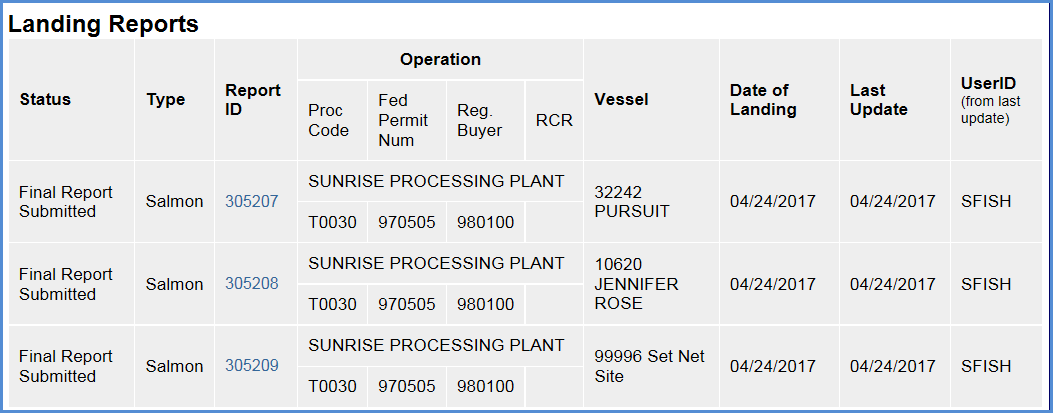 Landing Reports
Operation
Status Type Report ID Proc Code Fed Permit Num Reg. Buyer RCR Vessel Date of Landing Last Update UserID (from last update)
SUNRISE PROCESSING PLANT
Final Report Submitted Salmon 305207 T0030 970505 980100 32242 PURSUIT 04/24/2017 04/24/2017 SFISH
SUNRISE PROCESSING PLANT
Final Report Submitted Salmon 305208 T0030 970505 980100 10620 JENNIFER ROSE 04/24/2017 04/24/2017 SFISH
SUNRISE PROCESSING PLANT
Final Report Submitted Salmon 305209 T0030 970505 980100 99996 Set Net Site 04/24/2017 04/24/2017 SFISH